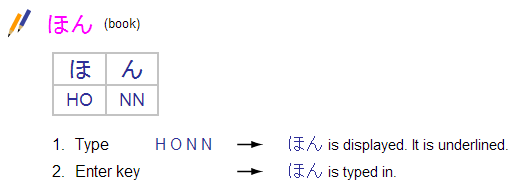 ほん (book)
ほ ん
HO NN
1. Type HONN → ほん is displayed. It is underlined.
2. Enter key → ほん is typed in.